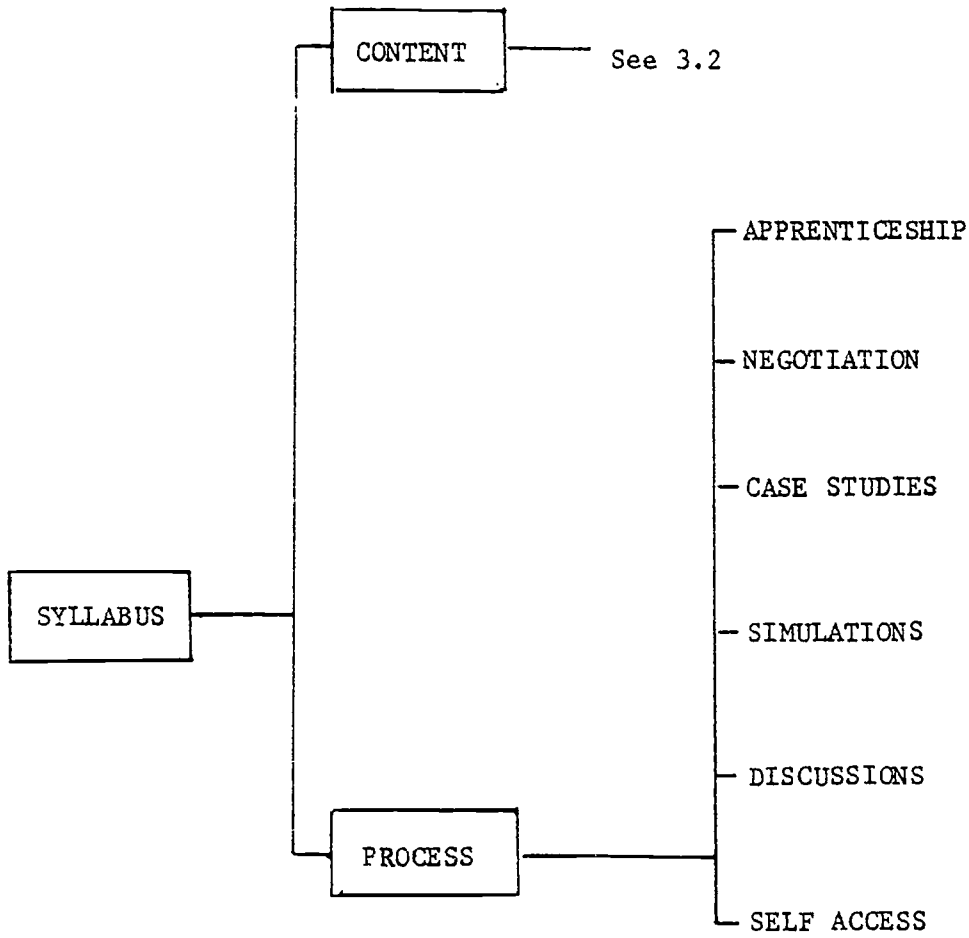 CONTENT
See 3.2
APPRENTICESHIP
NEGOTIATION
CASE STUDIES
SIMULATIONS
SYLLABUS
DISCUSSIONS
PROCESS
SELF ACCESS